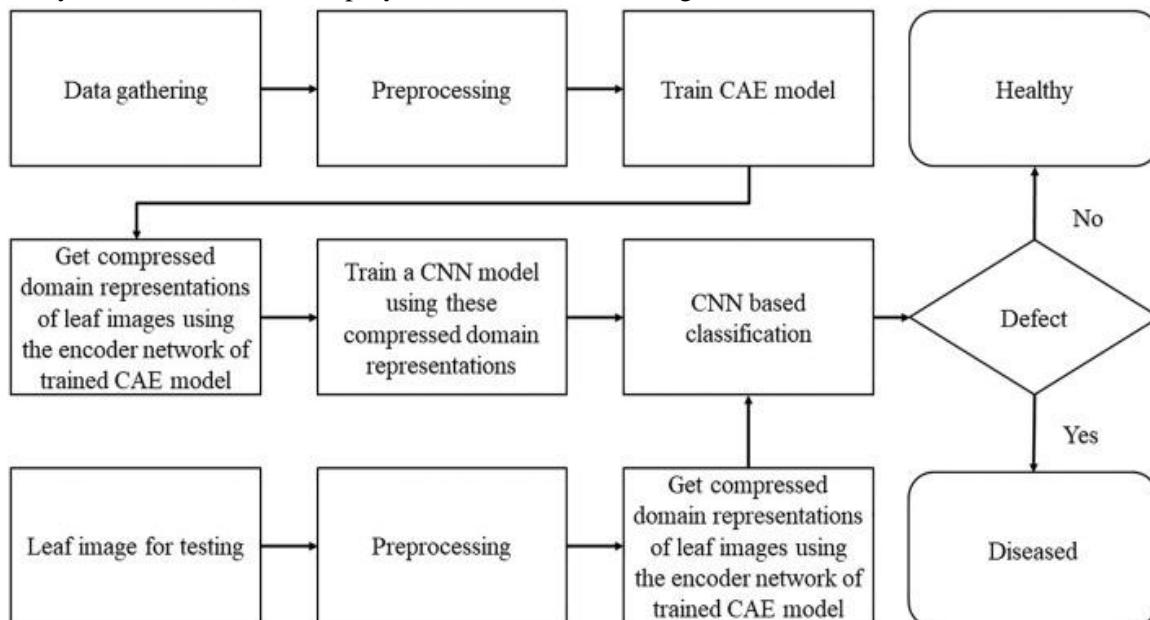 Data gathering
Preprocessing
Train CAE model
Healthy
Get compressed
domain representations
of leaf images using
the encoder network of
trained CAE model
Train a CNN model
using these
compressed domain
representations
CNN based
classification
Defect
No
Yes
Leaf image for testing
Preprocessing
Get compressed
domain representations
of leaf images using
the encoder network of
trained CAE model
Diseased